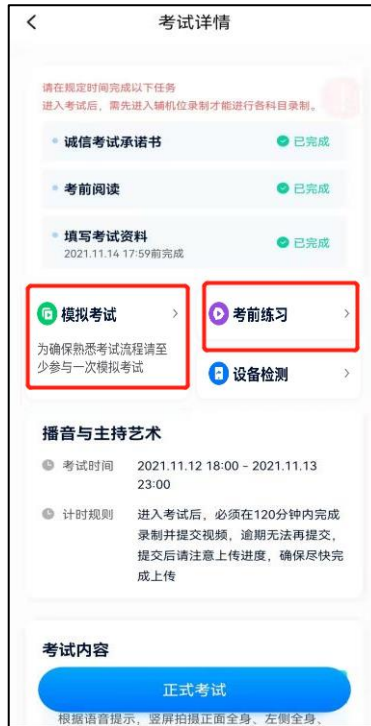 考试详情
请在规定时间完成以下任务
进入考试后，需先进入辅机位录制才能进行各科目录制。
诚信考试承诺书
已完成
考前阅读
已完成
填写考试资料
2021.11.14 17:59前完成
已完成
模拟考试
为确保熟悉考试流程请至
少参与一次模拟考试
考前练习
设备检测
播音与主持艺术
考试时间 2021.11.12 18:00 - 2021.11.13
23:00
计时规则 进入考试后，必须在120分钟内完成
录制并提交视频，逾期无法再提交，
提交后请注意上传进度，确保尽快完
成上传
考试内容
正式考试
根据语音提示，竖屏拍摄正面全身、左侧全身、